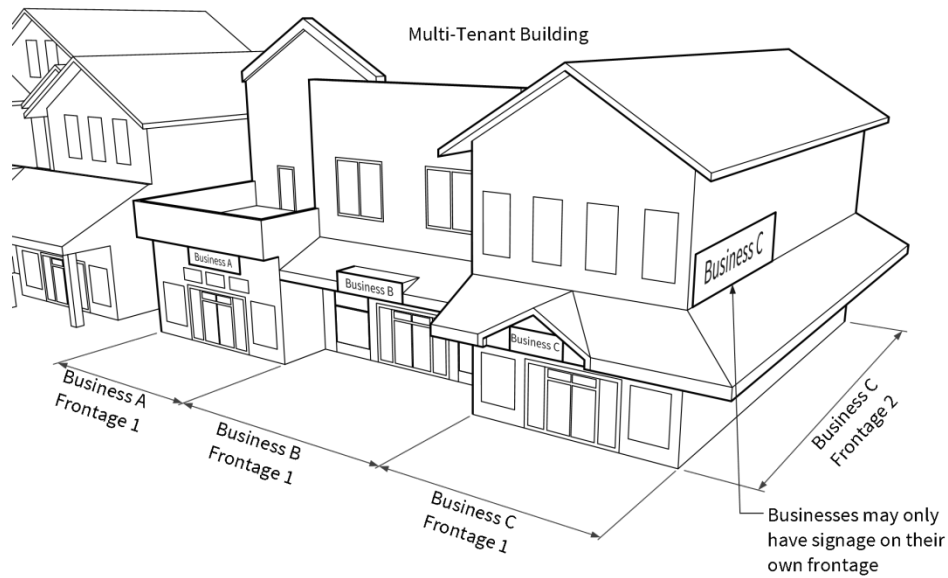 Multi-Tenant Building
Business A
Business B
Business C
Business C
Business A
Frontage 1
Business B
Frontage 1
Business C
Frontage 1
Business C
Frontage 2
Businesses may only
have signage on their
own frontage